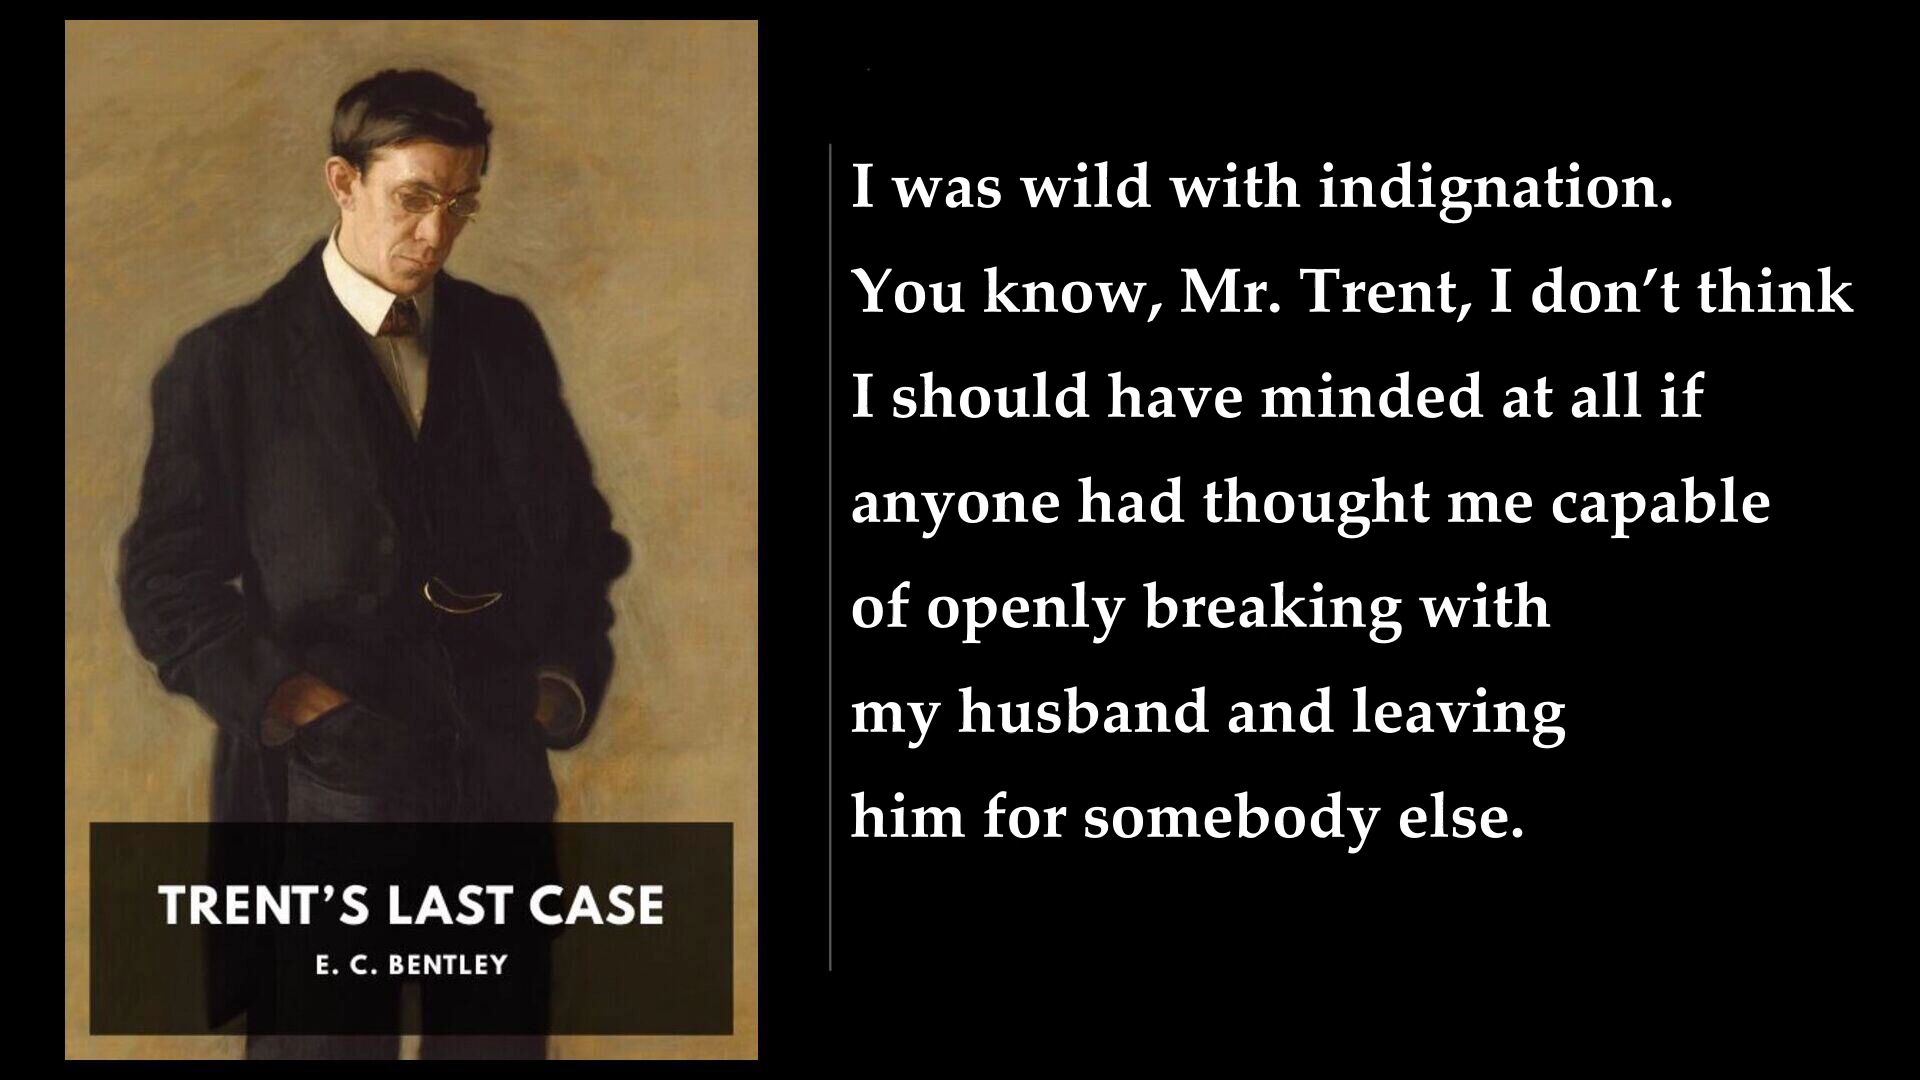 TRENT’S LAST CASE
E. C. BENTLEY
I was wild with indignation.
You know, Mr. Trent, I don’t think
I should have minded at all if
anyone had thought me capable
of openly breaking with
my husband and leaving
him for somebody else.